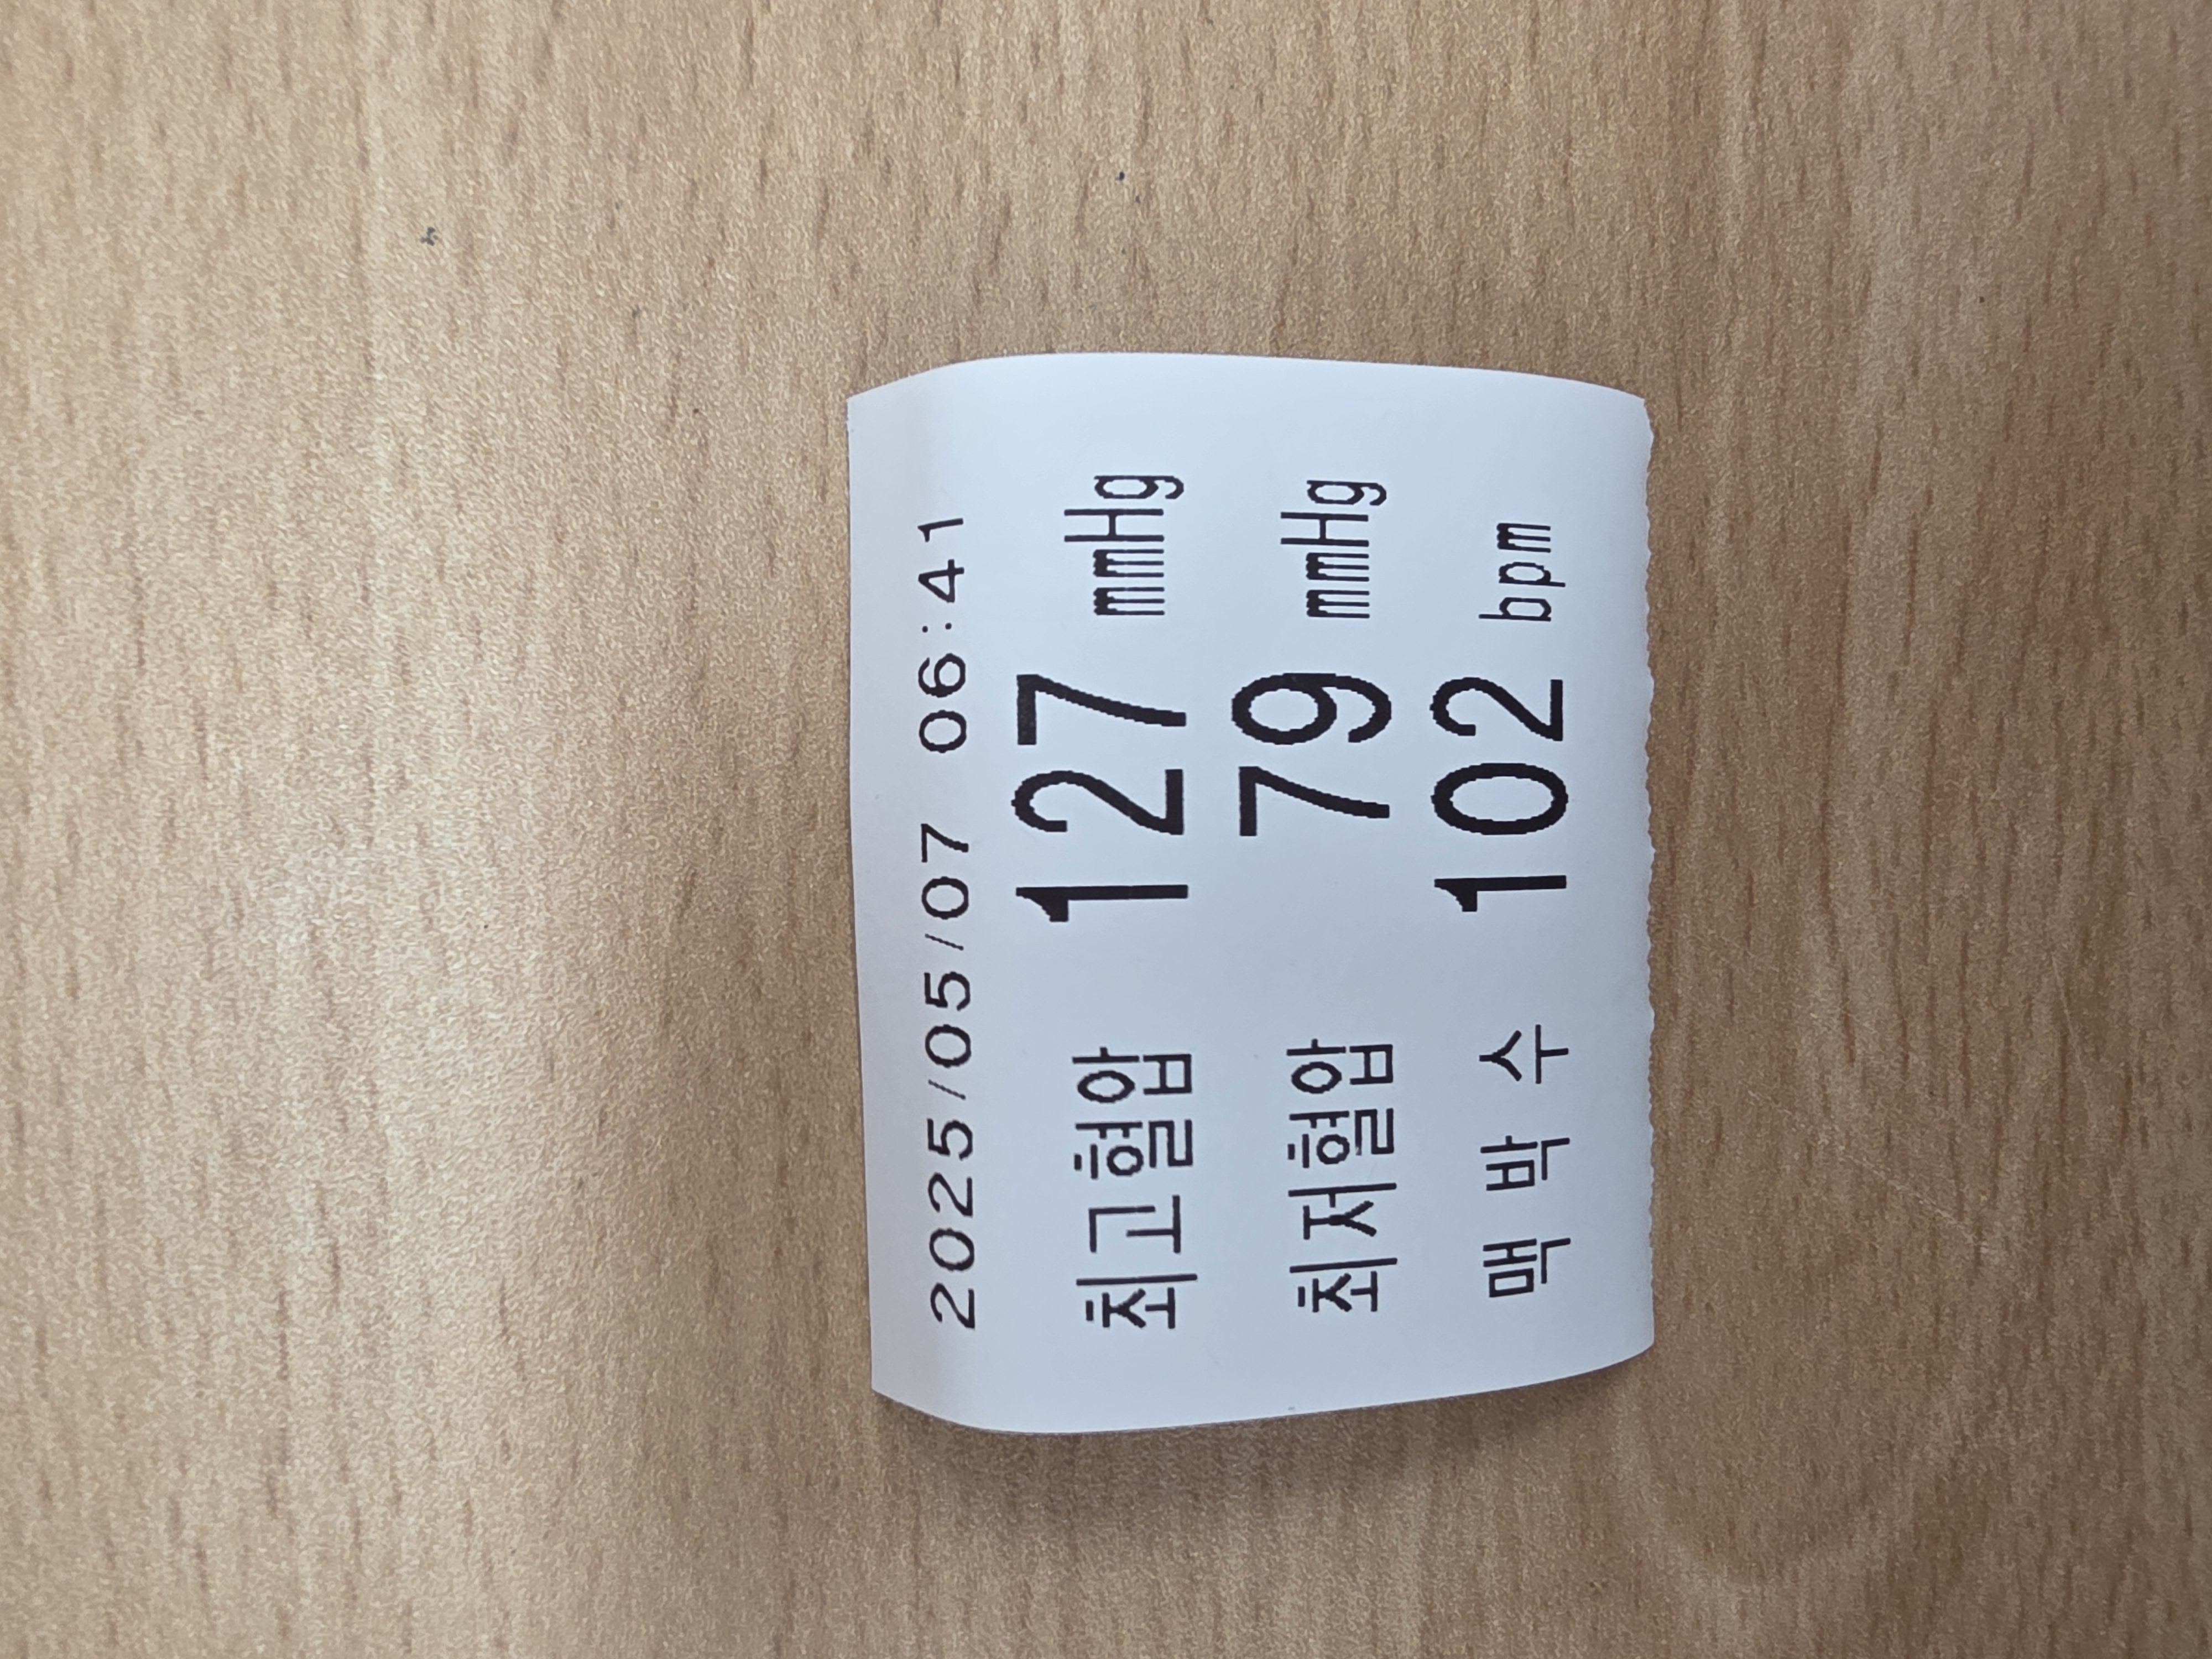 2025/05/07 06:41
최고혈압 127 mmHg
최저혈압 79 mmHg
맥 박 수 102 bpm